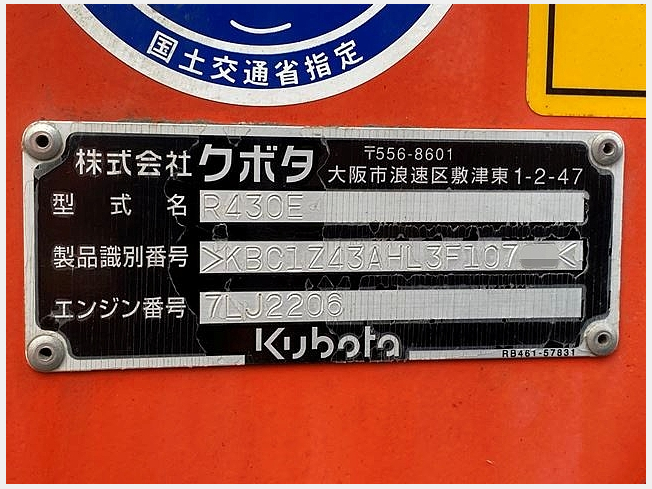 国土交通省指定
株式会社クボタ 〒556-8601
大阪市浪速区敷津東1-2-47
型式名 R430E
製品識別番号 >KBC1Z43AHL3F107 <
エンジン番号 7LJ2206
Kubota
RB461-57831